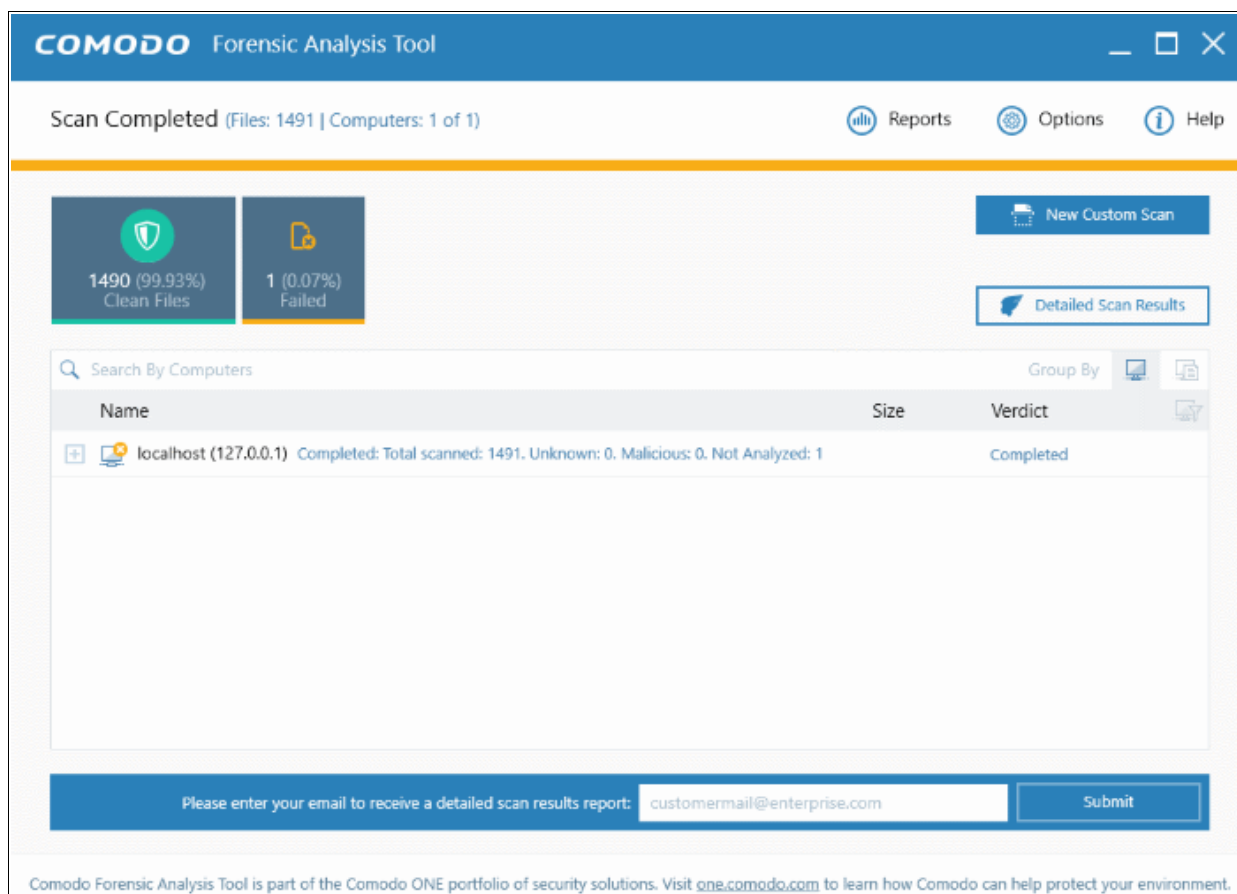 COMODO Forensic Analysis Tool
Scan Completed (Files: 1491 | Computers: 1 of 1)
Reports
Options
Help
1490 (99.93%)
Clean Files
1 (0.07%)
Failed
New Custom Scan
Detailed Scan Results
Search By Computers
Group By
Name
Size
Verdict
localhost (127.0.0.1) Completed: Total scanned: 1491. Unknown: 0. Malicious: 0. Not Analyzed: 1
Completed
Please enter your email to receive a detailed scan results report:
customermail@enterprise.com
Submit
Comodo Forensic Analysis Tool is part of the Comodo ONE portfolio of security solutions. Visit one.comodo.com to learn how Comodo can help protect your environment.